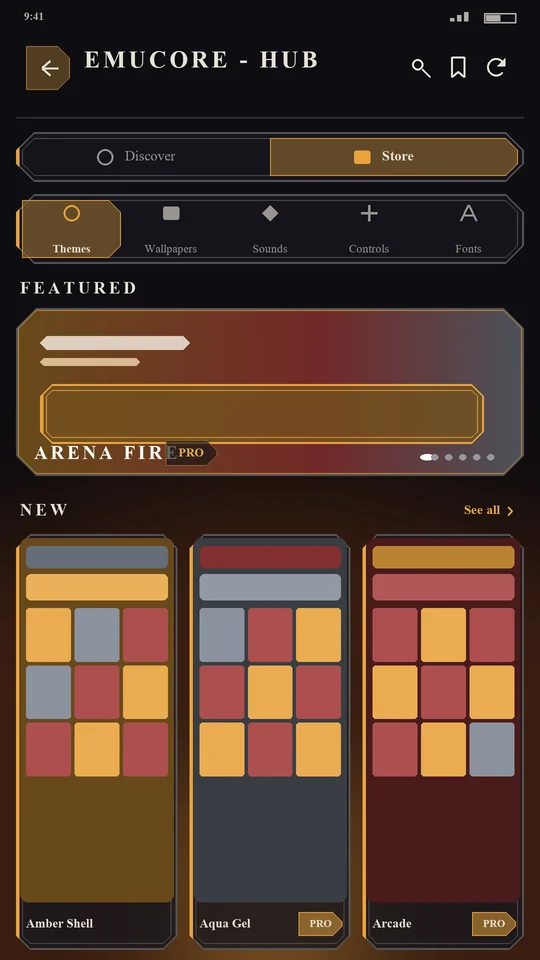 9:41
EMUCORE - HUB
Discover
Store
Themes
Wallpapers
Sounds
Controls
Fonts
FEATURED
ARENA FIRE
PRO
NEW
See all
Amber Shell
Aqua Gel
PRO
Arcade
PRO